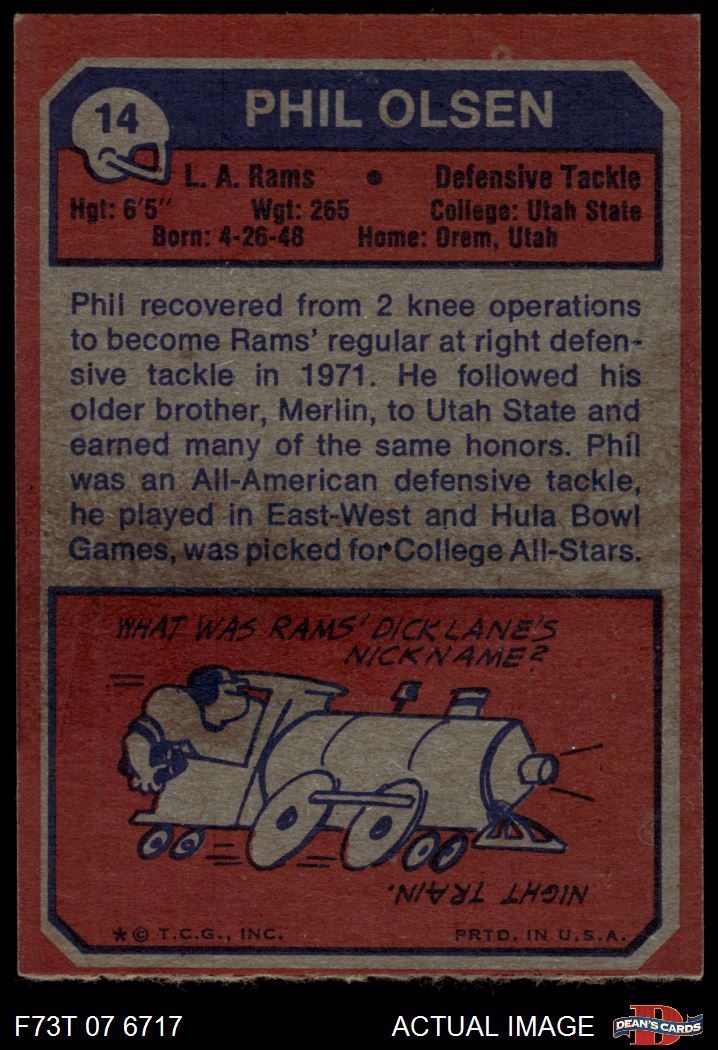 14
PHIL OLSEN
L. A. Rams • Defensive Tackle
Hgt: 6'5" Wgt: 265 College: Utah State
Born: 4-26-48 Home: Orem, Utah
Phil recovered from 2 knee operations
to become Rams' regular at right defen-
sive tackle in 1971. He followed his
older brother, Merlin, to Utah State and
earned many of the same honors. Phil
was an All-American defensive tackle,
he played in East-West and Hula Bowl
Games, was picked for College All-Stars.
WHAT WAS RAMS' DICK LANE'S
NICKNAME?
NIGHT TRAIN.
* © T.C.G., INC. PRTD. IN U.S.A.
F73T 07 6717 ACTUAL IMAGE
D
DEAN'S CARDS